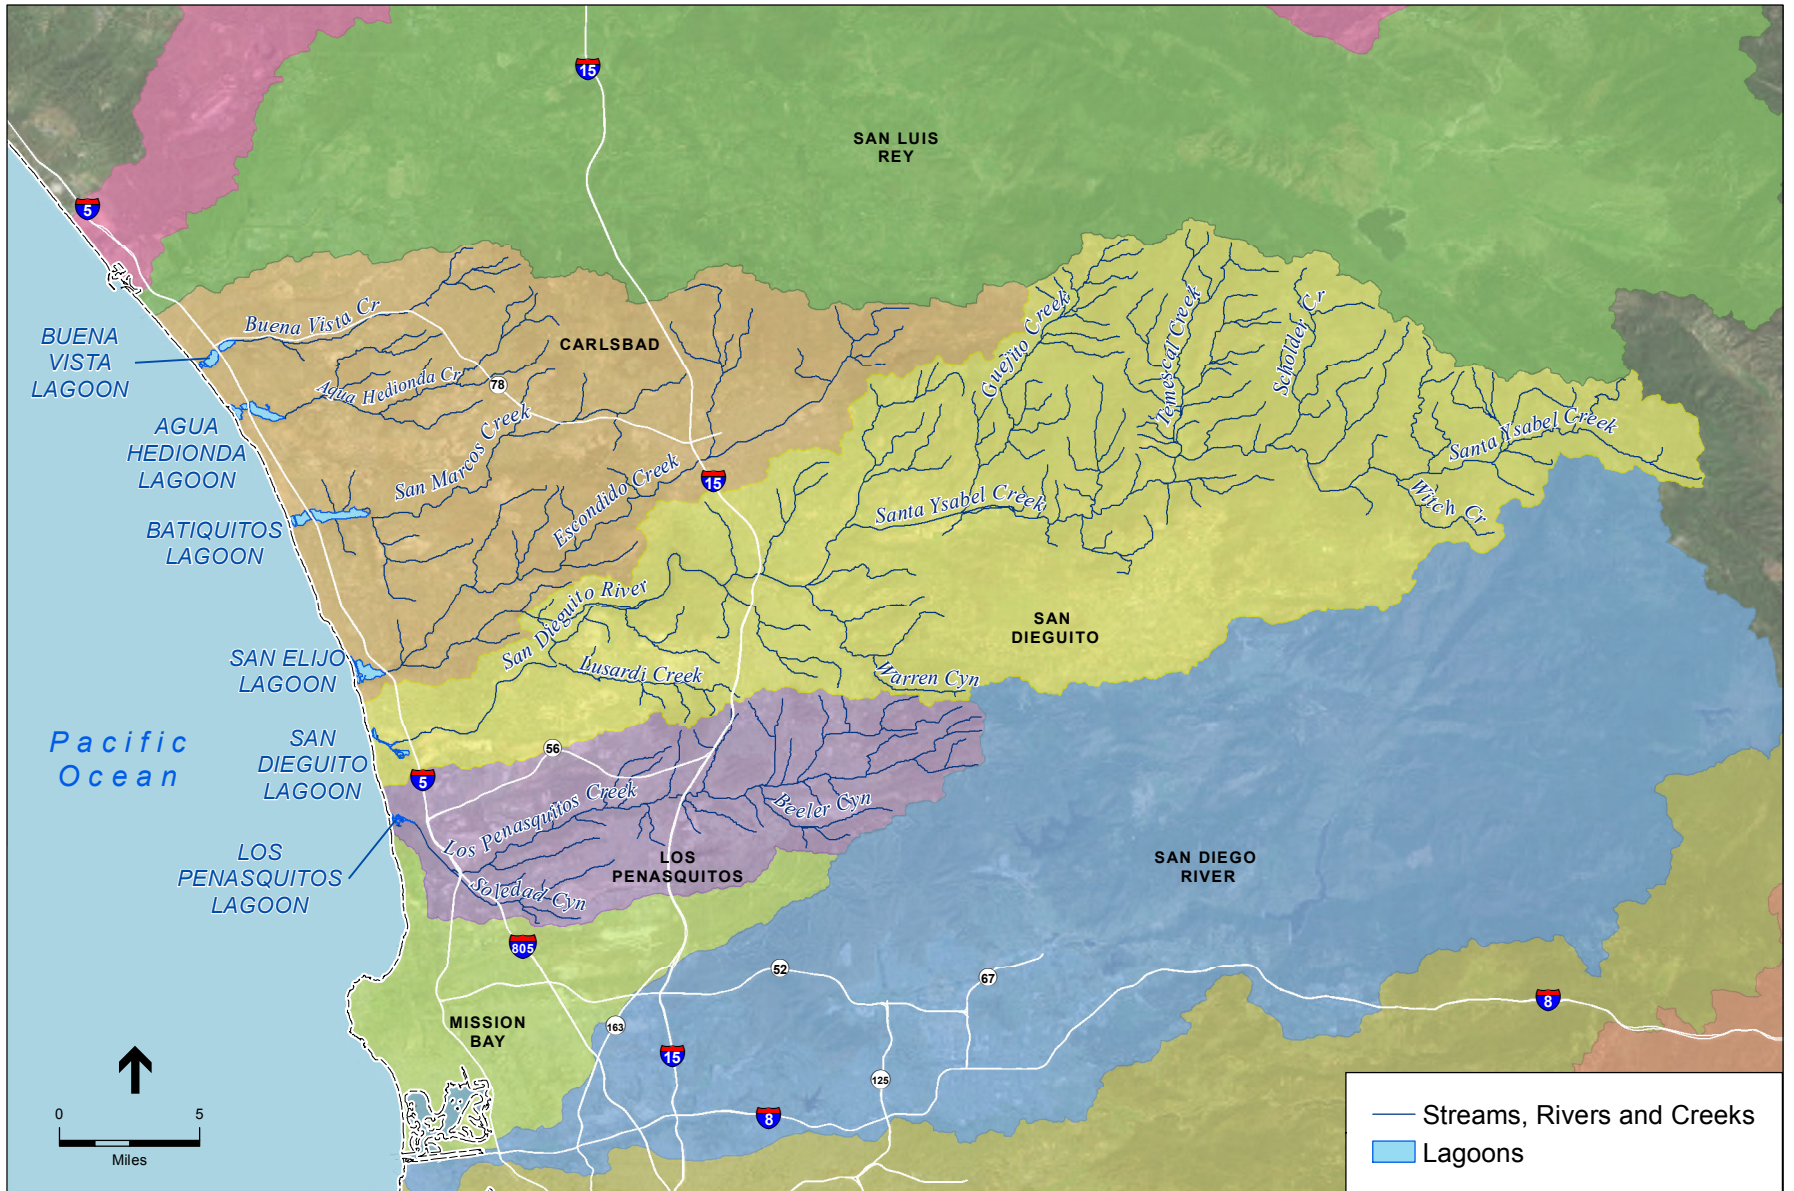 15
SAN LUIS
REY
5
Buena Vista Cr
BUENA
VISTA
LAGOON
CARLSBAD
Agua Hedionda Cr
78
AGUA
HEDIONDA
LAGOON
San Marcos Creek
Escondido Creek
15
BATIQUITOS
LAGOON
Guejito Creek
Temescal Creek
Scholder Cr
Santa Ysabel Creek
Santa Ysabel Creek
Witch Cr
San Dieguito River
SAN
DIEGUITO
SAN ELIJO
LAGOON
Lusardi Creek
Warren Cyn
Pacific
Ocean
SAN
DIEGUITO
LAGOON
56
5
Los Penasquitos Creek
Beeler Cyn
LOS
PENASQUITOS
LAGOON
LOS
PENASQUITOS
SAN DIEGO
RIVER
Soledad Cyn
805
52
67
8
MISSION
BAY
163
15
125
8
0 5
Miles
Streams, Rivers and Creeks
Lagoons